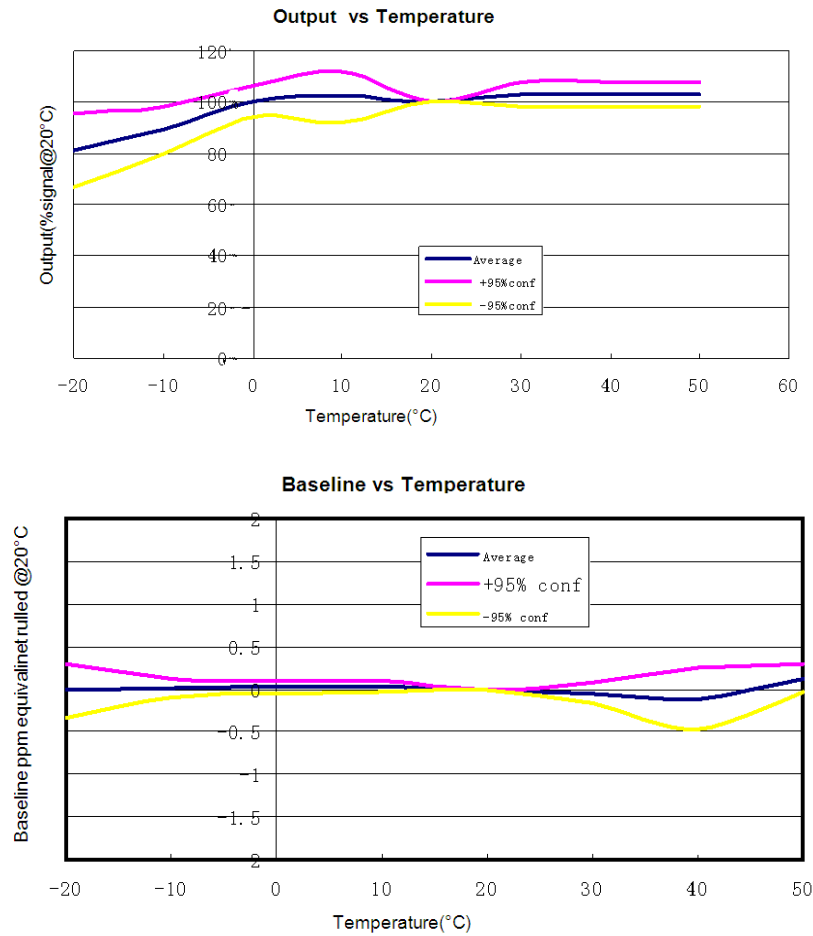 Output vs Temperature
120
100
80
60
40
20
0
Output(%signal@20°C)
Average
+95%conf
-95%conf
-20 -10 0 10 20 30 40 50 60
Temperature(°C)
Baseline vs Temperature
2
1.5
1
0.5
0
-0.5
-1
-1.5
2
Baseline ppm equivalinet rulled @20°C
Average
+95% conf
-95% conf
-20 -10 0 10 20 30 40 50
Temperature(°C)